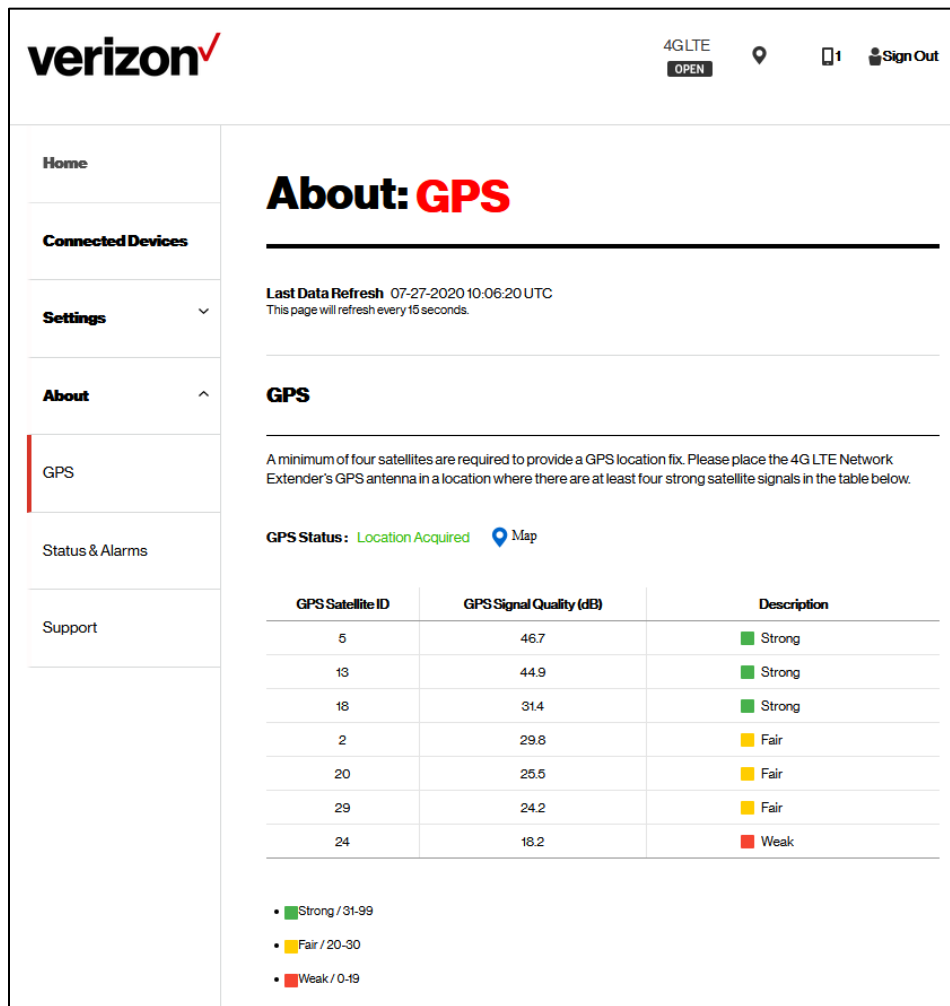 verizon
4G LTE
OPEN
1
Sign Out
Home
Connected Devices
Settings
About
GPS
Status & Alarms
Support
About: GPS
Last Data Refresh 07-27-2020 10:06:20 UTC
This page will refresh every 15 seconds.
GPS
A minimum of four satellites are required to provide a GPS location fix. Please place the 4G LTE Network
Extender's GPS antenna in a location where there are at least four strong satellite signals in the table below.
GPS Status : Location Acquired Map
GPS Satellite ID GPS Signal Quality (dB) Description
5 46.7 Strong
13 44.9 Strong
18 31.4 Strong
2 29.8 Fair
20 25.5 Fair
29 24.2 Fair
24 18.2 Weak
Strong / 31-99
Fair / 20-30
Weak / 0-19